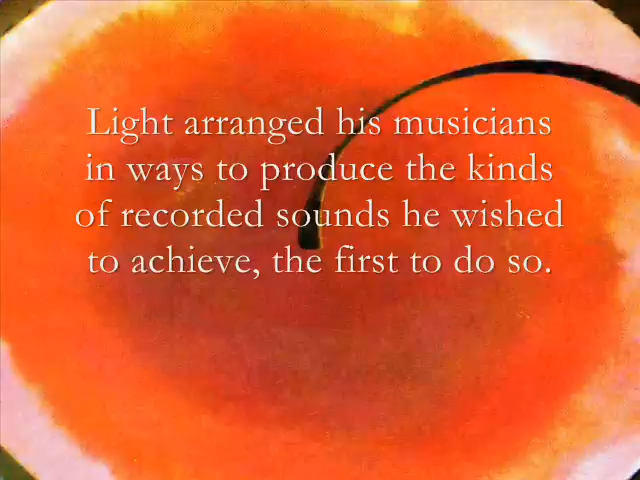 Light arranged his musicians
in ways to produce the kinds
of recorded sounds he wished
to achieve, the first to do so.